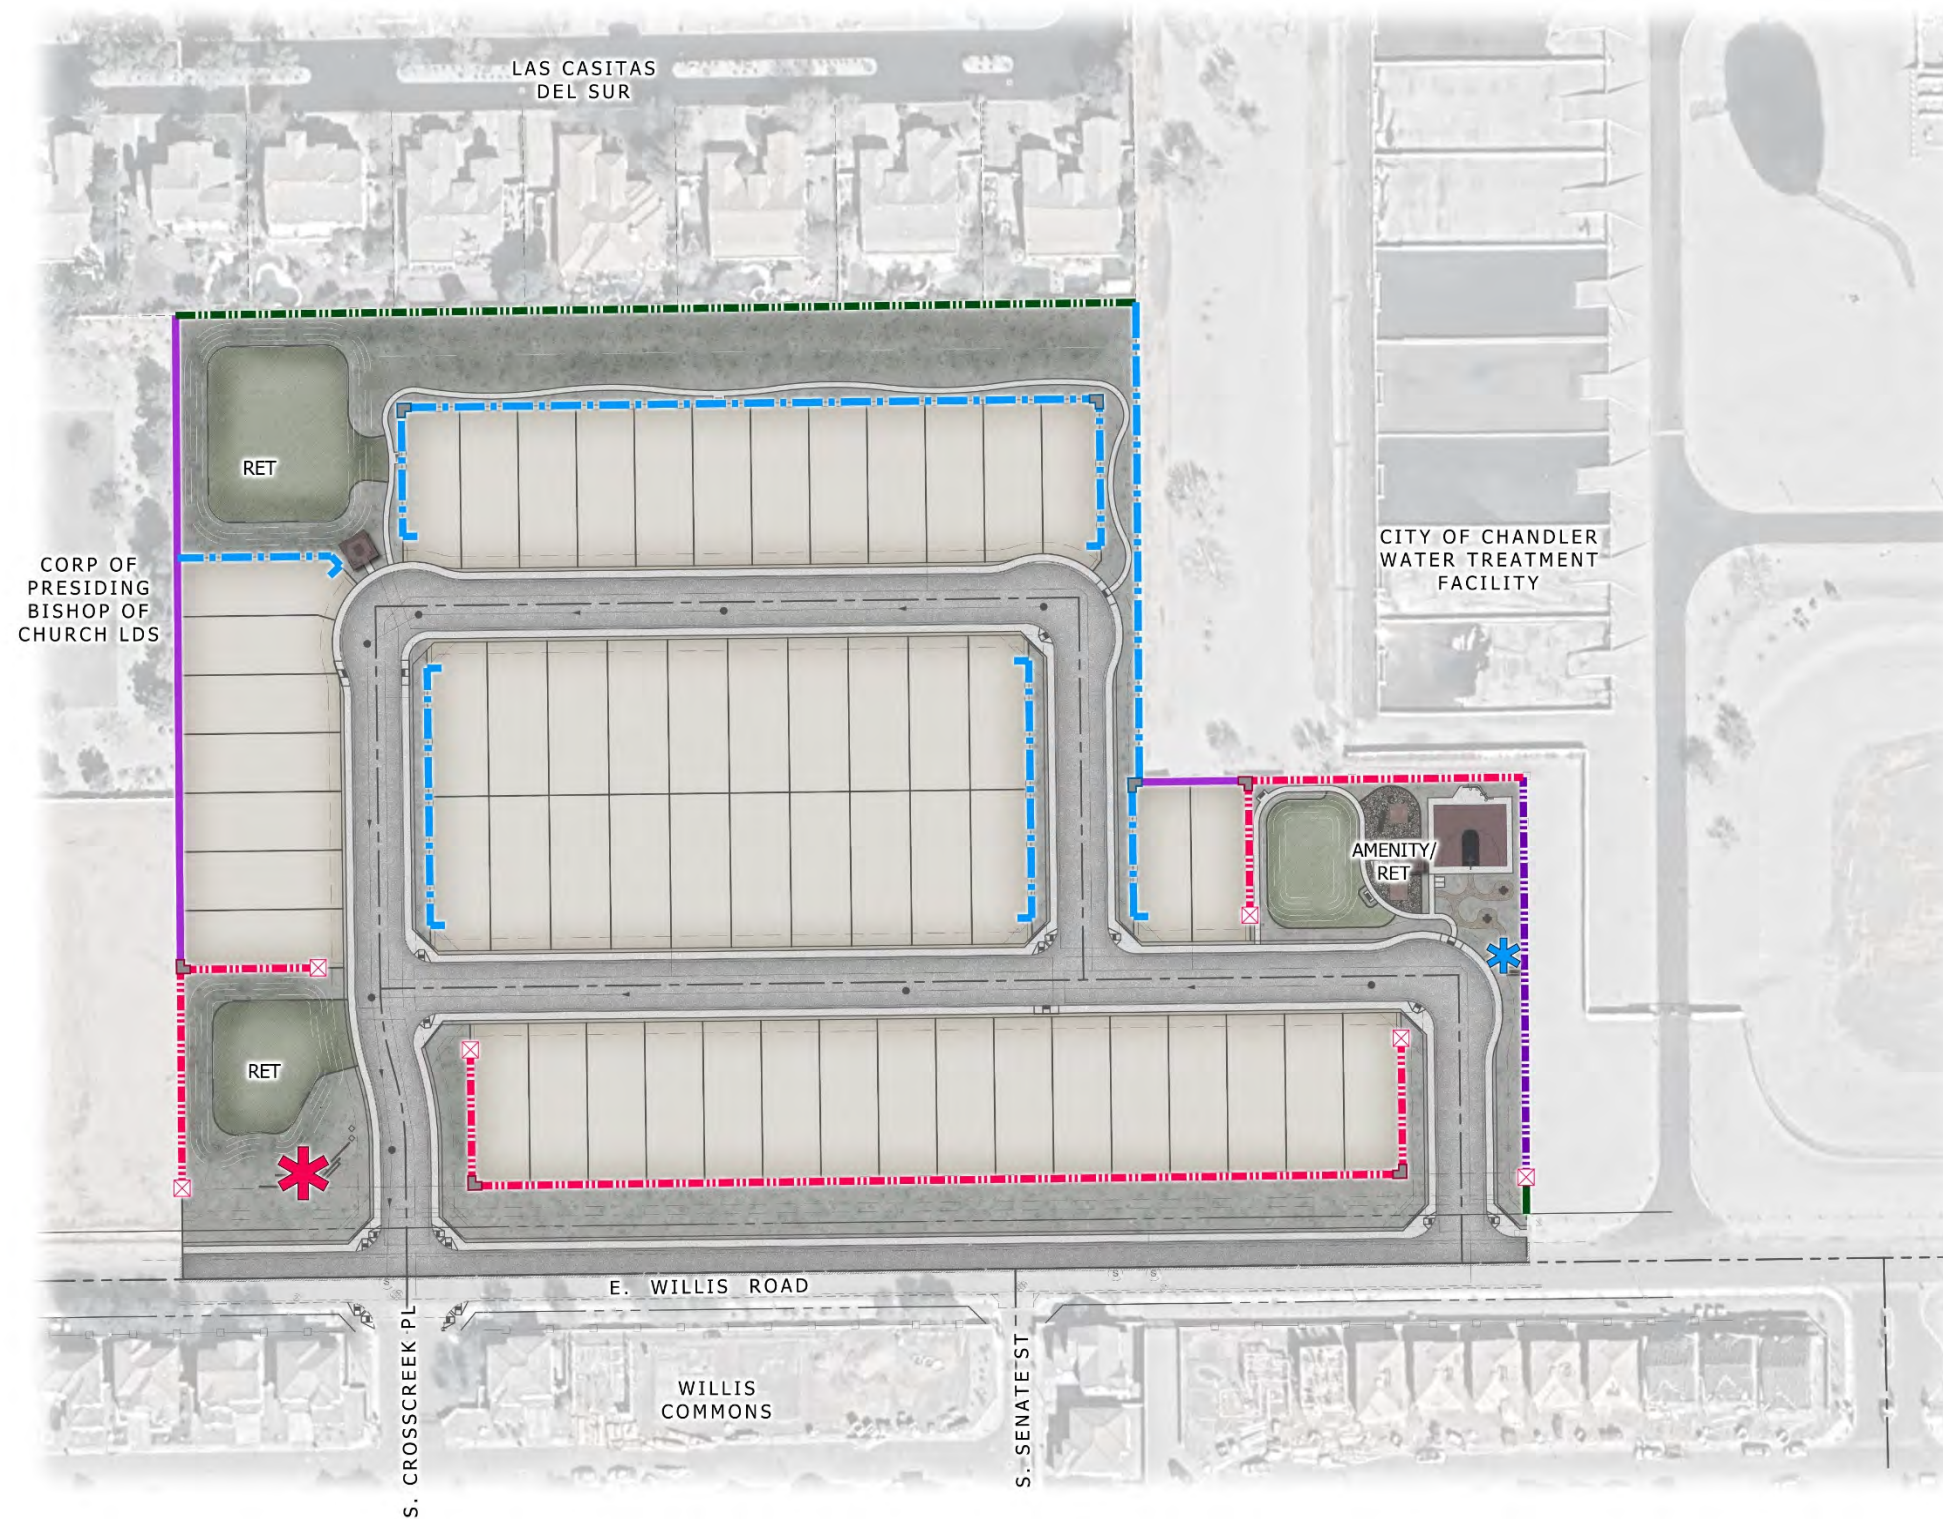 LAS CASITAS
DEL SUR
RET
CITY OF CHANDLER
WATER TREATMENT
FACILITY
CORP OF
PRESIDING
BISHOP OF
CHURCH LDS
AMENITY/
RET
RET
E. WILLIS ROAD
S. CROSSCREEK PL
S. SENATE ST
WILLIS
COMMONS